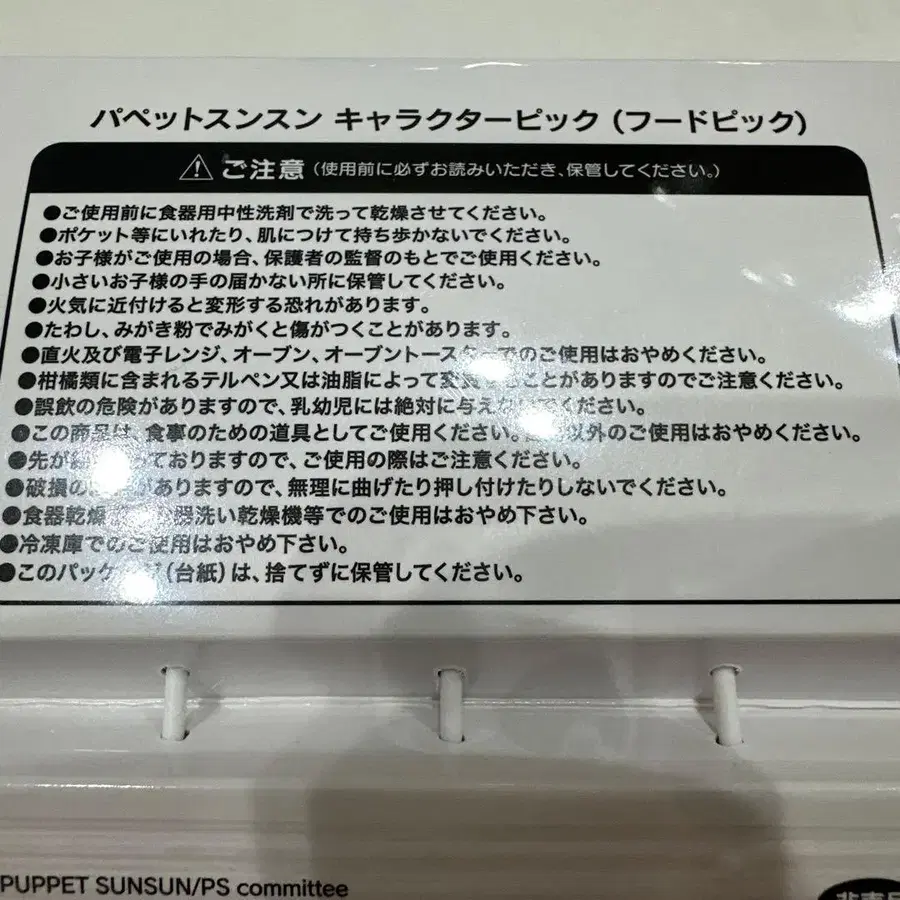 パペットスンスン キャラクターピック (フードピック)
ご注意 (使用前に必ずお読みいただき、保管してください。)
●ご使用前に食器用中性洗剤で洗って乾燥させてください。
●ポケット等にいれたり、肌につけて持ち歩かないでください。
●お子様がご使用の場合、保護者の監督のもとでご使用ください。
●小さいお子様の手の届かない所に保管してください。
●火気に近付けると変形する恐れがあります。
●たわし、みがき粉でみがくと傷がつくことがあります。
●直火及び電子レンジ、オーブン、オーブントースターでのご使用はおやめください。
●柑橘類に含まれるテルペン又は油脂によって変質することがありますのでご注意ください。
●誤飲の危険がありますので、乳幼児には絶対に与えないでください。
●この商品は、食事のための道具としてご使用ください。以外のご使用はおやめください。
●先が っておりますので、ご使用の際はご注意ください。
●破損の がありますので、無理に曲げたり押し付けたりしないでください。
●食器乾燥 器洗い乾燥機等でのご使用はおやめ下さい。
●冷凍庫でのご使用はおやめ下さい。
●このパッケージ(台紙)は、捨てずに保管してください。
PUPPET SUNSUN/PS committee